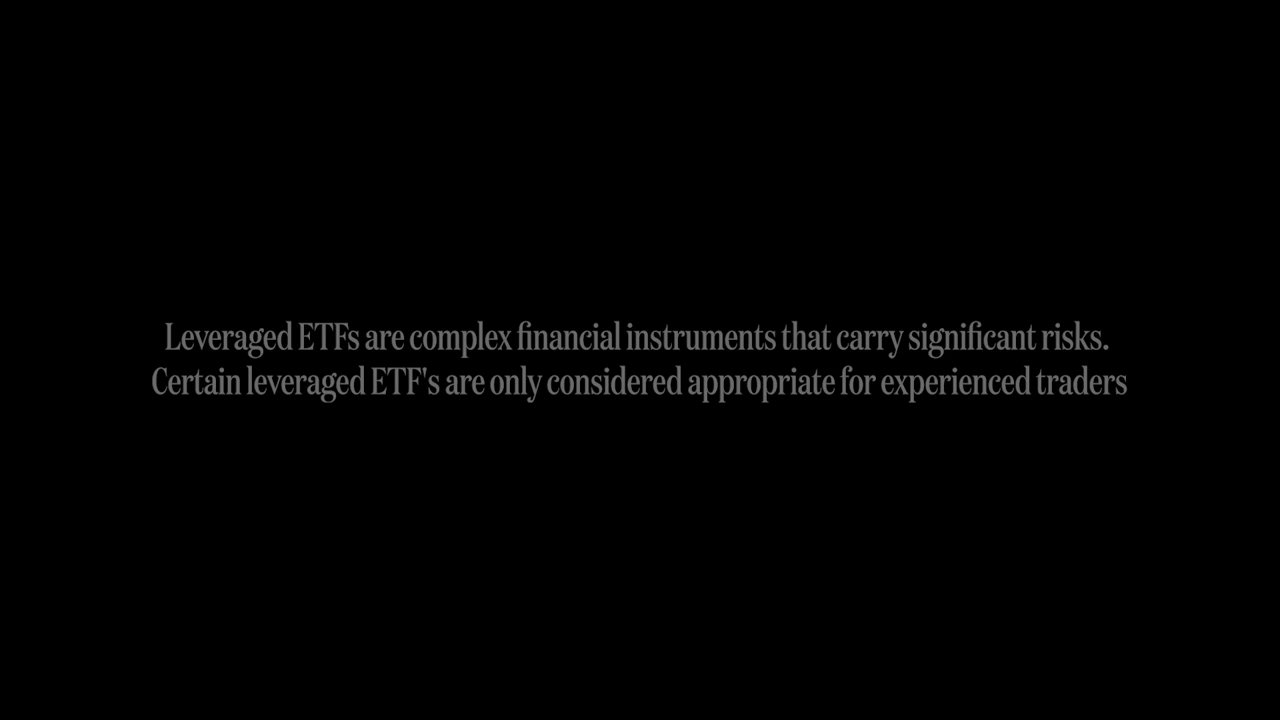 Leveraged ETFs are complex financial instruments that carry significant risks.
Certain leveraged ETF's are only considered appropriate for experienced traders